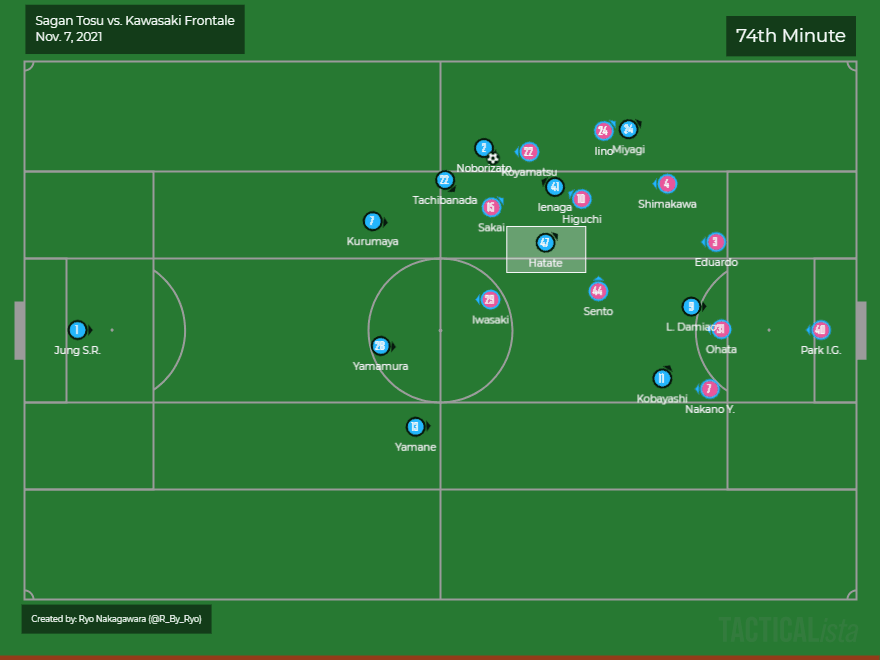 Sagan Tosu vs. Kawasaki Frontale
Nov. 7, 2021
74th Minute
24
Iino
24
Miyagi
2
Noborizato
22
Koyamatsu
22
Tachibanada
41
Ienaga
10
Higuchi
4
Shimakawa
15
Sakai
7
Kurumaya
47
Hatate
3
Eduardo
44
Sento
29
Iwasaki
9
L. Damiao
31
Ohata
1
Jung S.R.
40
Park I.G.
28
Yamamura
11
Kobayashi
7
Nakano Y.
13
Yamane
Created by: Ryo Nakagawara (@R_By_Ryo)
TACTICALista